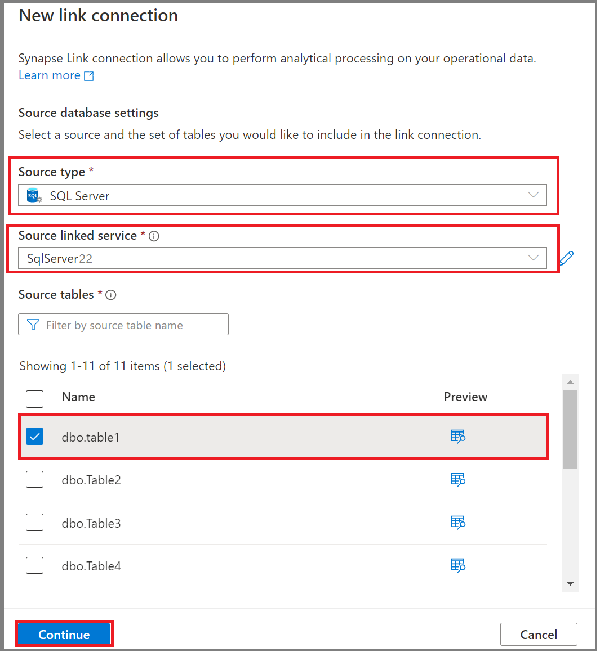 New link connection
Synapse Link connection allows you to perform analytical processing on your operational data.
Learn more
Source database settings
Select a source and the set of tables you would like to include in the link connection.
Source type *
SQL Server
Source linked service *
SqlServer22
Source tables *
Filter by source table name
Showing 1-11 of 11 items (1 selected)
Name Preview
dbo.table1
dbo.Table2
dbo.Table3
dbo.Table4
Continue Cancel